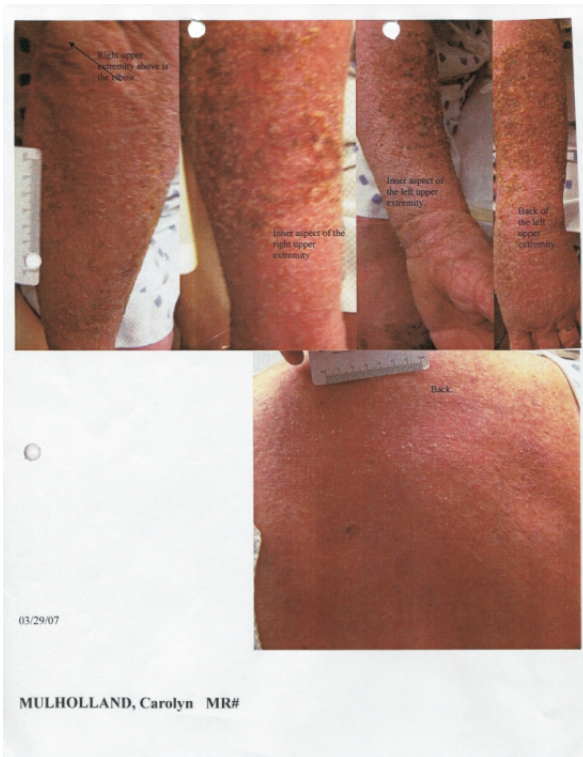 Right upper
extremity above is
the elbow.
Inner aspect of the
right upper
extremity
Inner aspect of
the left upper
extremity.
Back of
the left
upper
extremity.
Back.
03/29/07
MULHOLLAND, Carolyn MR#